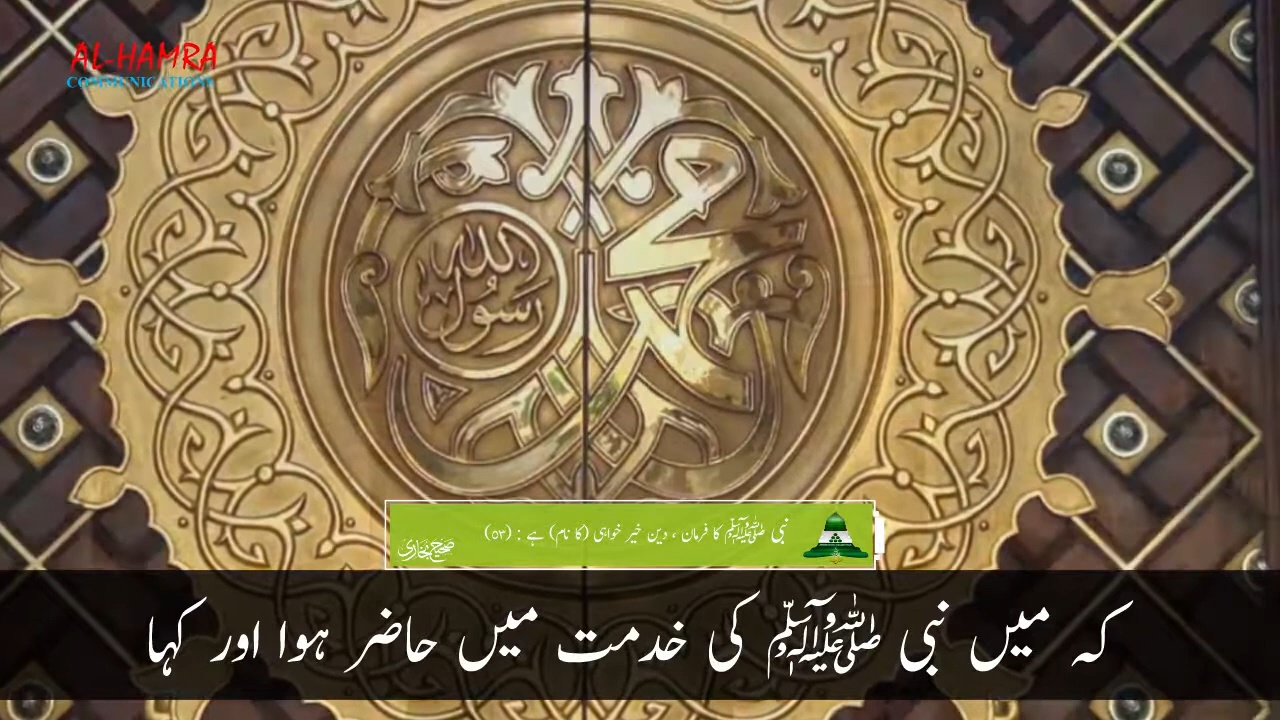 AL-HAMRA
COMMUNICATIONS
محمد
رسول الله
نبی ﷺ کا فرمان ، دین خیر خواہی (کا نام) ہے : (۵۳)
صحیح بخاری
کہ میں نبی ﷺ کی خدمت میں حاضر ہوا اور کہا